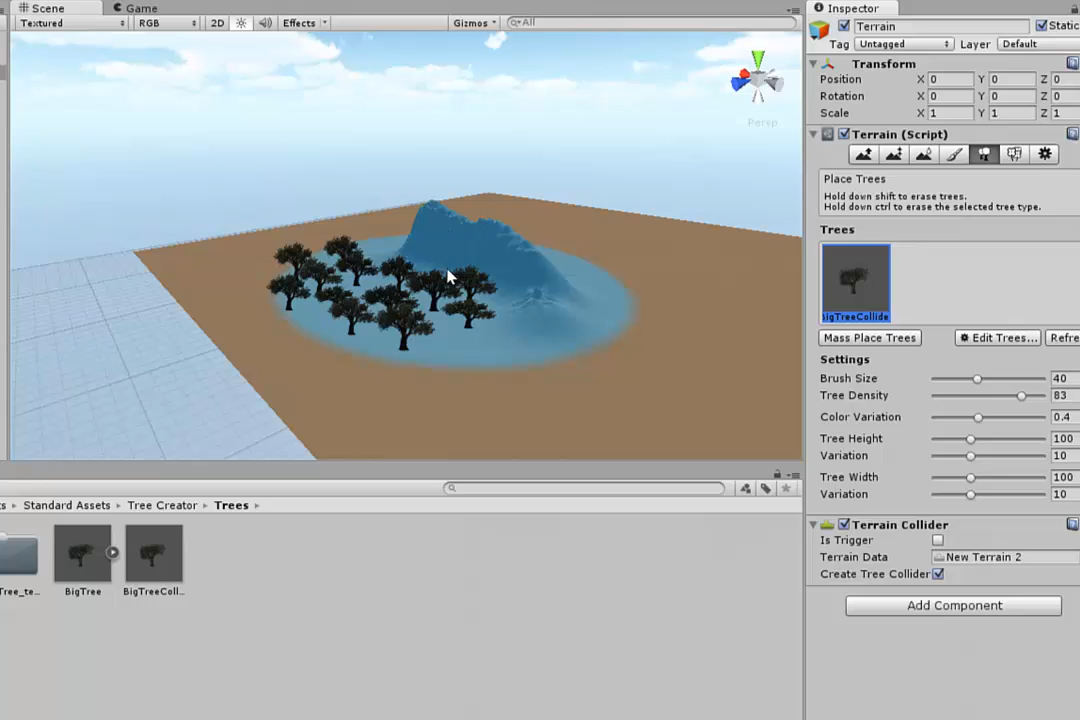 Scene
Game
Textured
RGB
2D
Effects
Gizmos
All
Persp
Standard Assets
Tree Creator
Trees
Tree_te...
BigTree
BigTreeColl...
Inspector
Terrain
Static
Tag
Untagged
Layer
Default
Transform
Position X 0 Y 0 Z 0
Rotation X 0 Y 0 Z 0
Scale X 1 Y 1 Z 1
Terrain (Script)
Place Trees
Hold down shift to erase trees.
Hold down ctrl to erase the selected tree type.
Trees
igTreeCollide
Mass Place Trees
Edit Trees...
Refre
Settings
Brush Size 40
Tree Density 83
Color Variation 0.4
Tree Height 100
Variation 10
Tree Width 100
Variation 10
Terrain Collider
Is Trigger
Terrain Data New Terrain 2
Create Tree Collider
Add Component